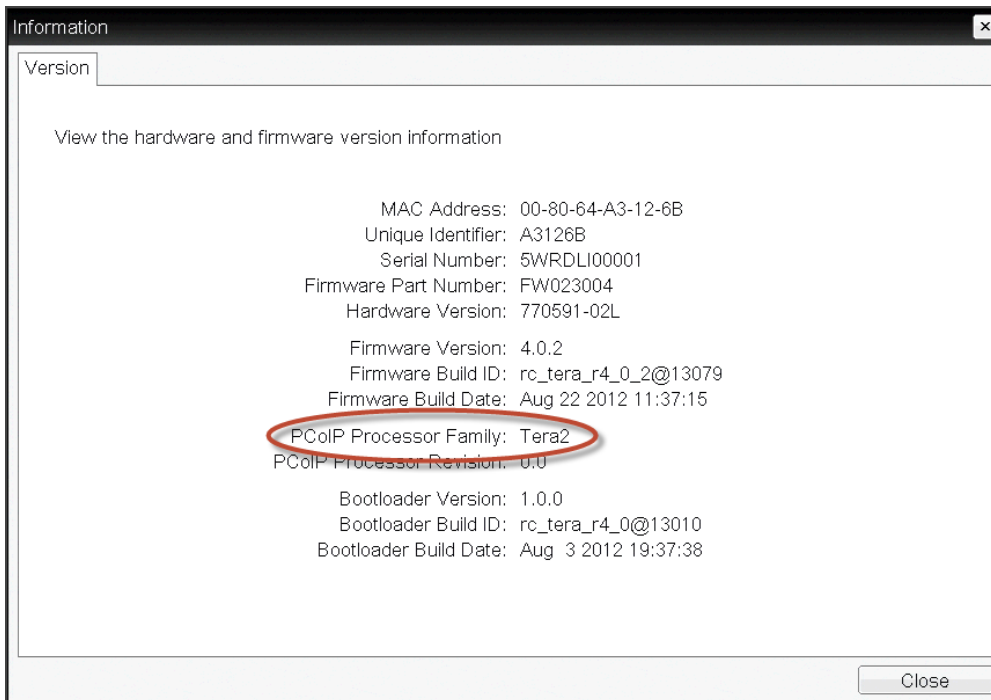 Information
x
Version
View the hardware and firmware version information
MAC Address: 00-80-64-A3-12-6B
Unique Identifier: A3126B
Serial Number: 5WRDLI00001
Firmware Part Number: FW023004
Hardware Version: 770591-02L
Firmware Version: 4.0.2
Firmware Build ID: rc_tera_r4_0_2@13079
Firmware Build Date: Aug 22 2012 11:37:15
PCoIP Processor Family: Tera2
PCoIP Processor Revision: 0.0
Bootloader Version: 1.0.0
Bootloader Build ID: rc_tera_r4_0@13010
Bootloader Build Date: Aug 3 2012 19:37:38
Close